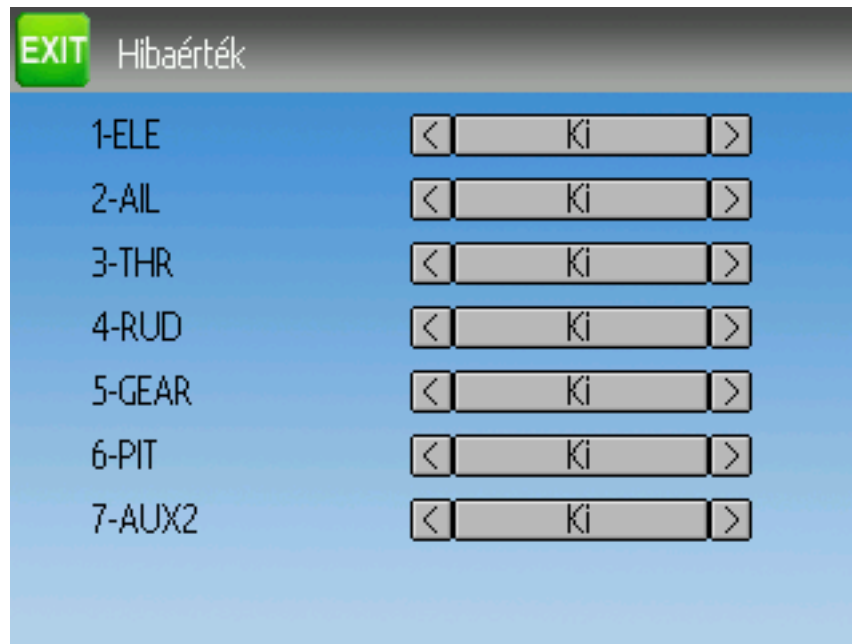 EXIT Hibaérték
1-ELE < Ki >
2-AIL < Ki >
3-THR < Ki >
4-RUD < Ki >
5-GEAR < Ki >
6-PIT < Ki >
7-AUX2 < Ki >